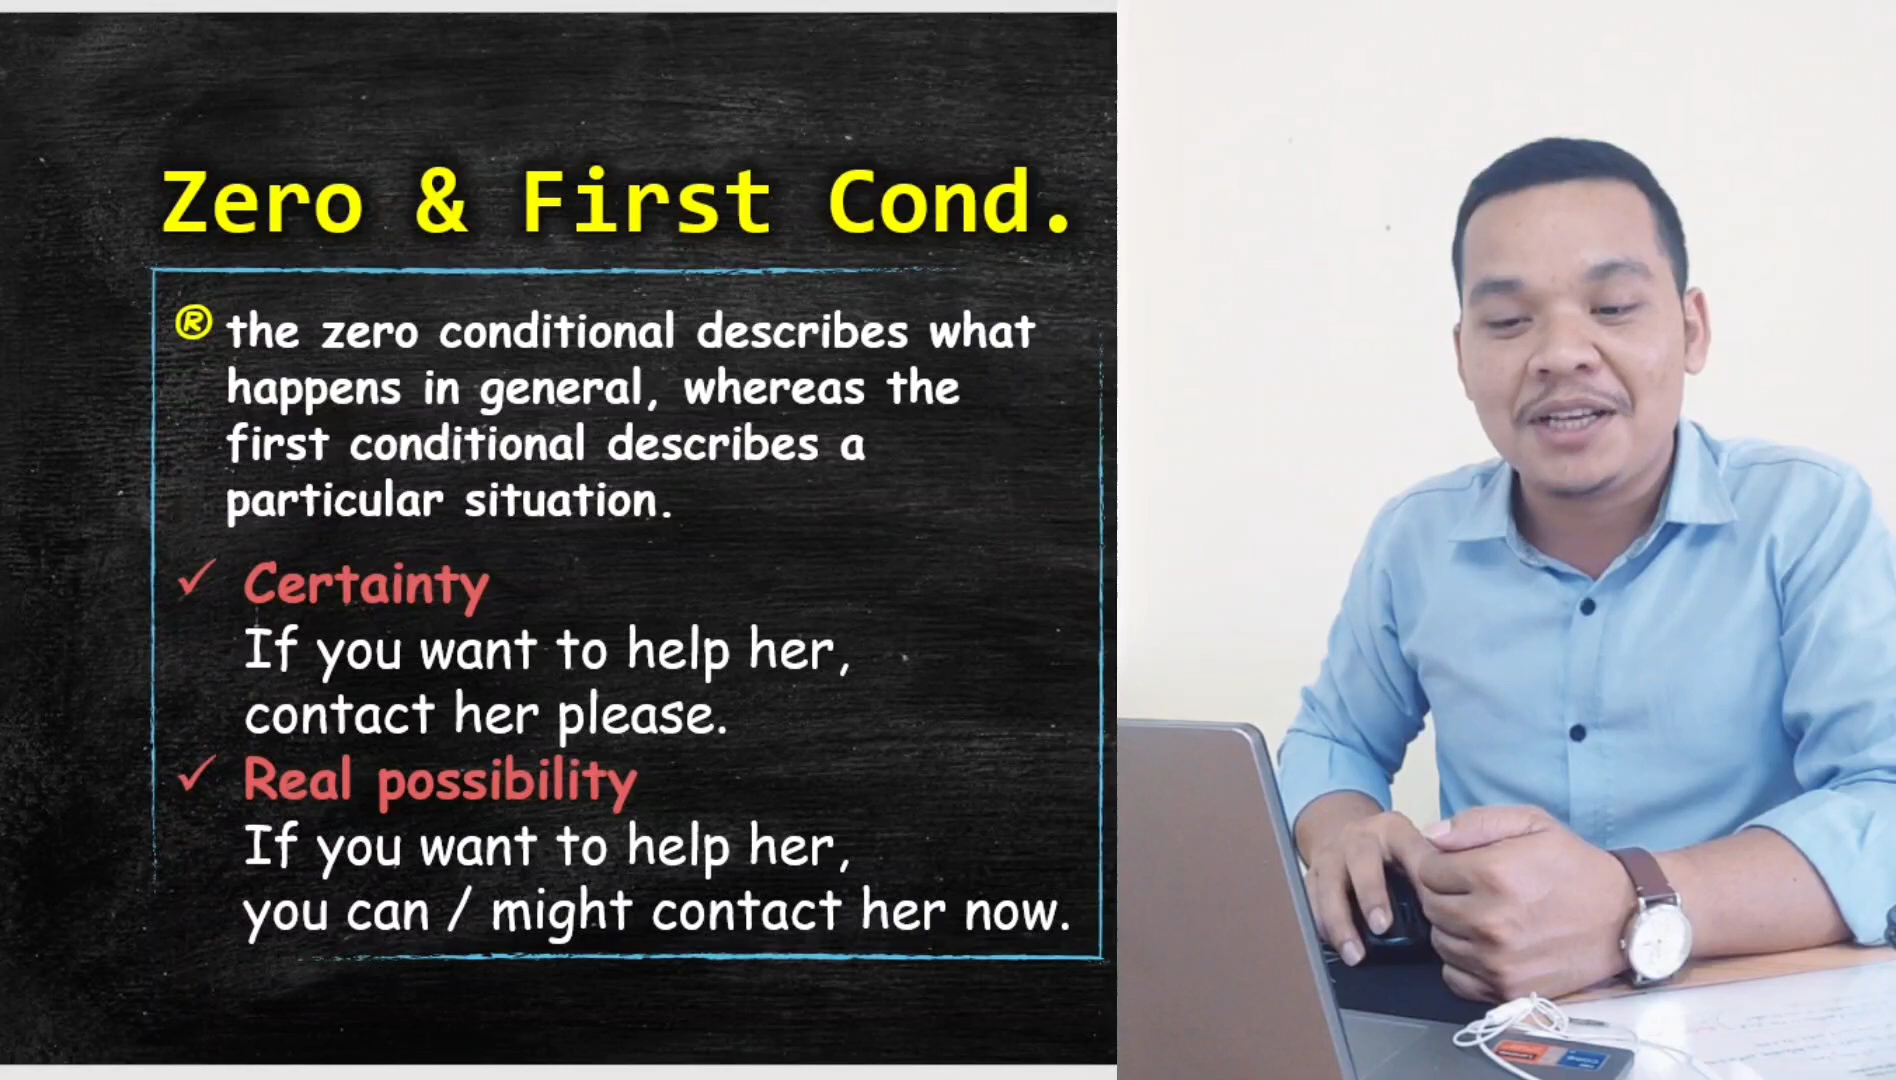 Zero & First Cond.
® the zero conditional describes what
happens in general, whereas the
first conditional describes a
particular situation.
✓ Certainty
If you want to help her,
contact her please.
✓ Real possibility
If you want to help her,
you can / might contact her now.